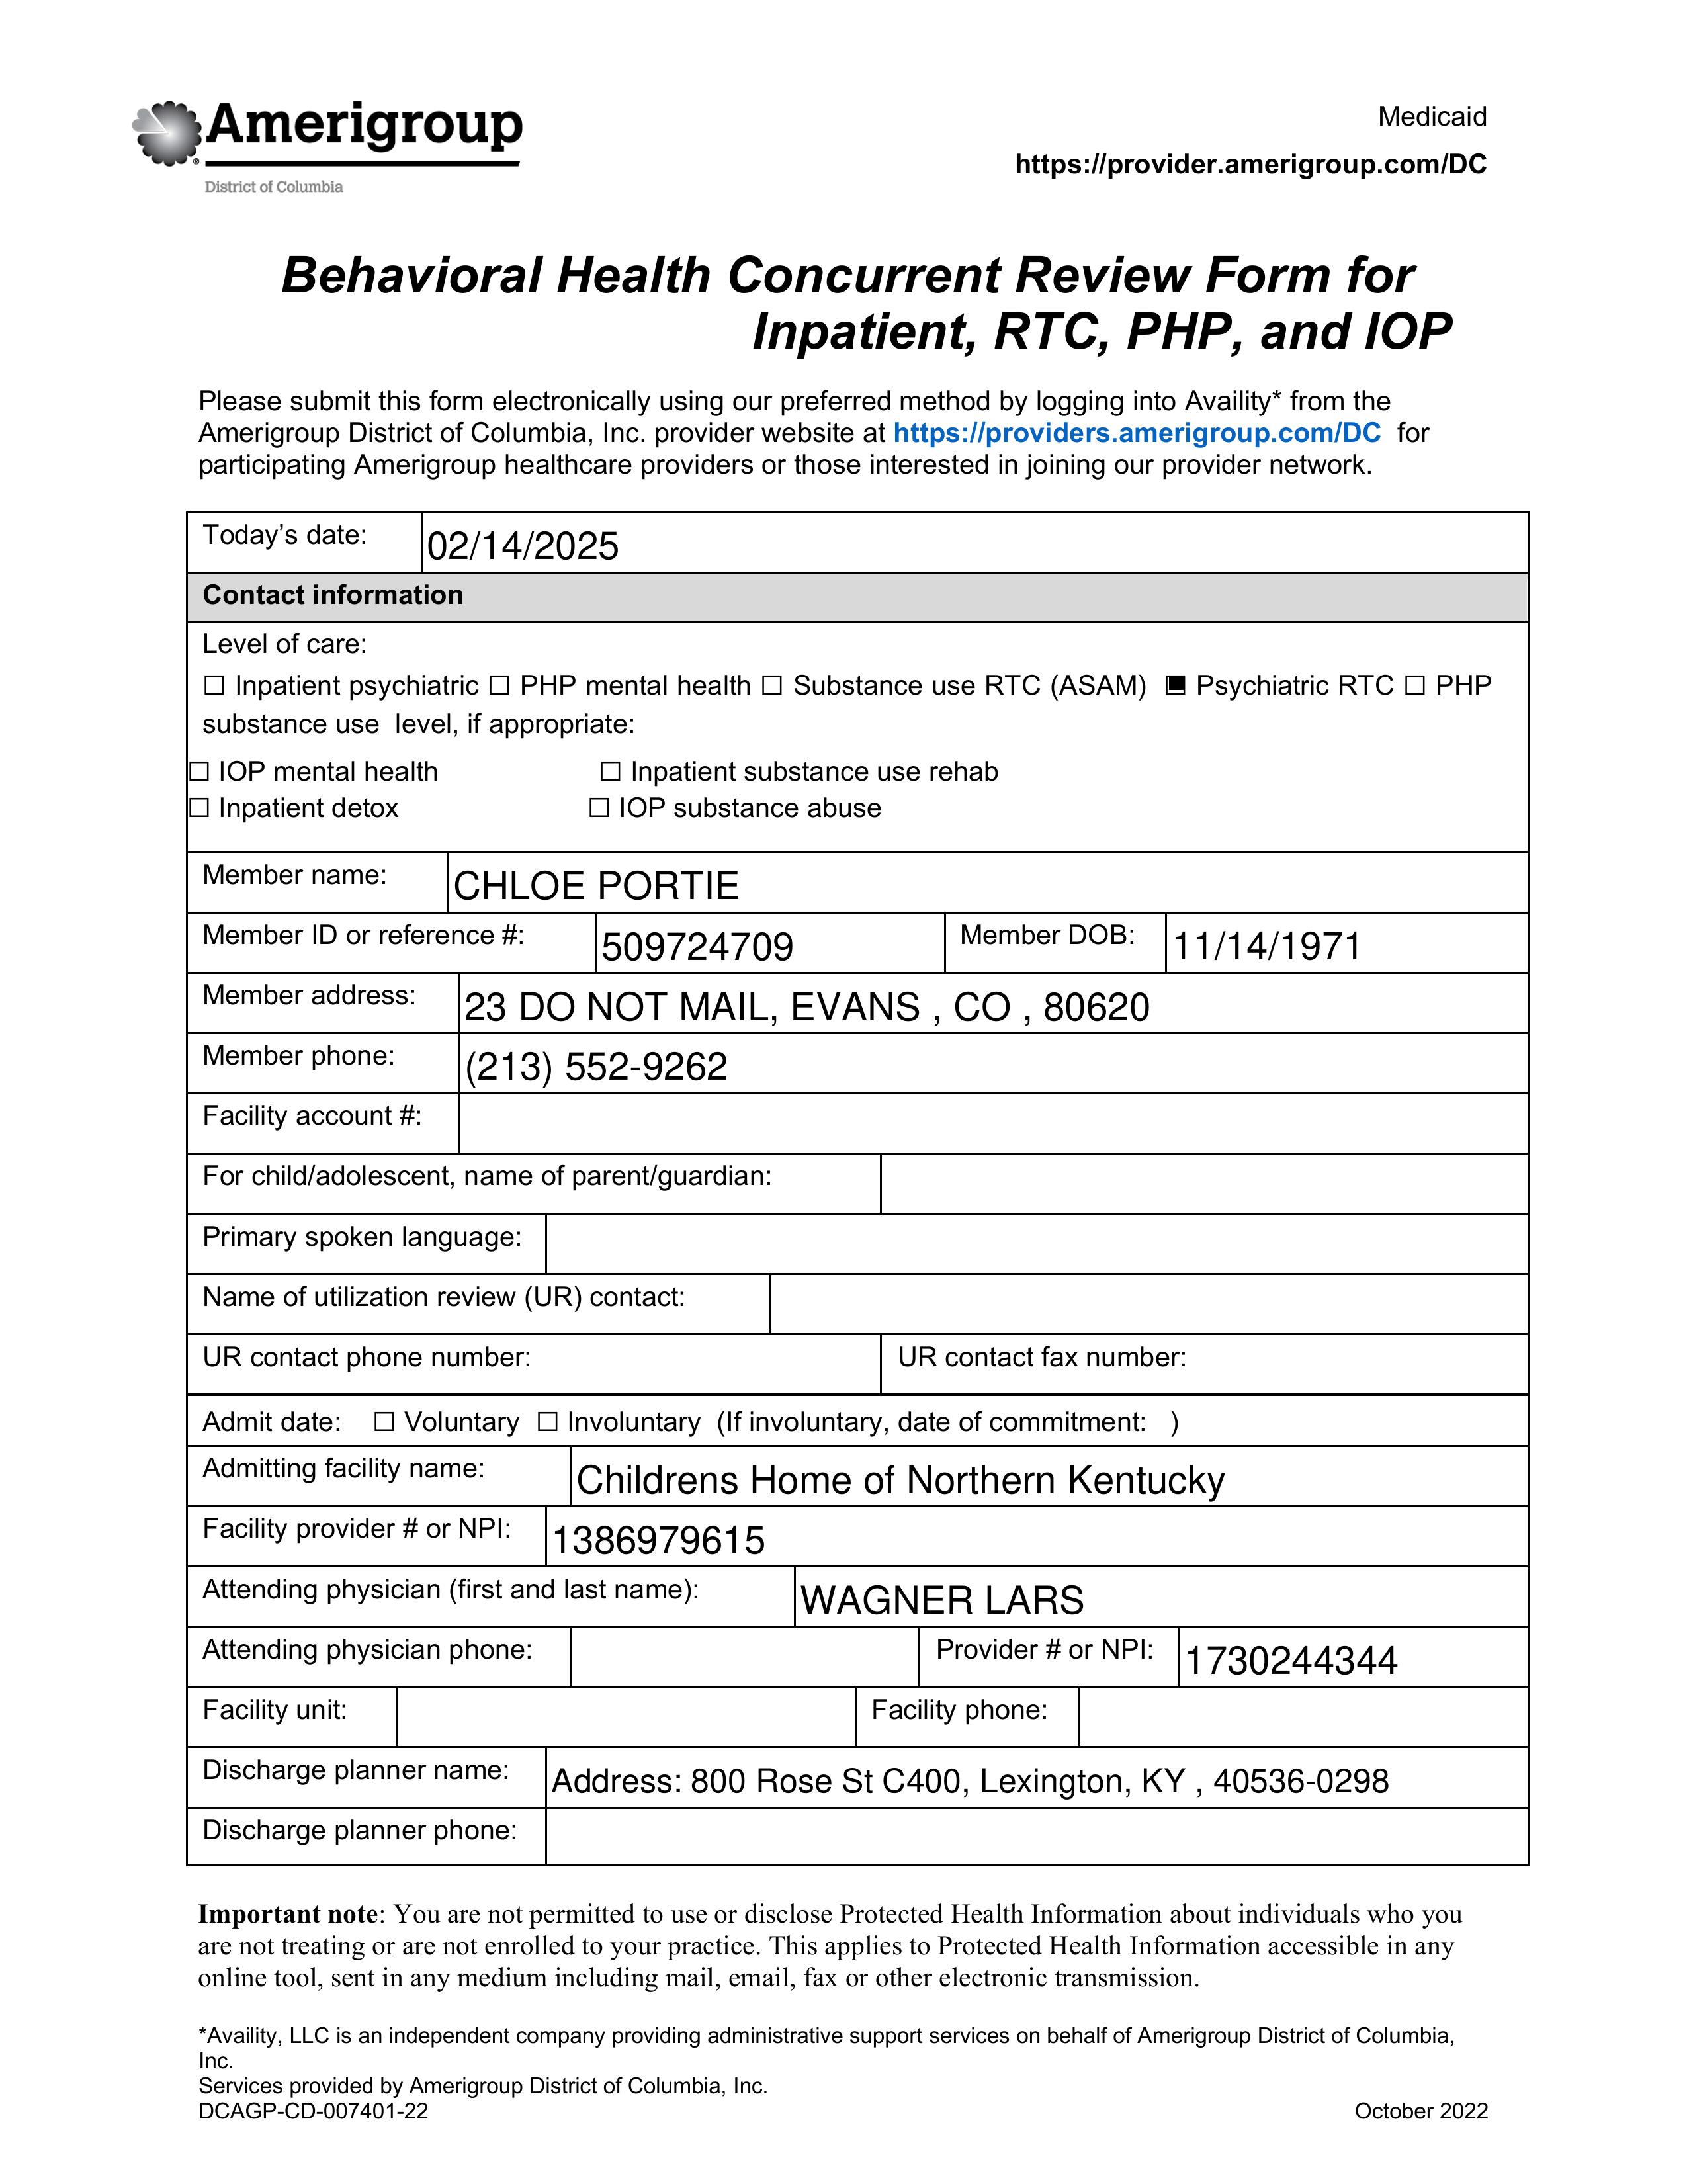 Amerigroup
District of Columbia
Medicaid
https://provider.amerigroup.com/DC
Behavioral Health Concurrent Review Form for
Inpatient, RTC, PHP, and IOP
Please submit this form electronically using our preferred method by logging into Availity* from the
Amerigroup District of Columbia, Inc. provider website at https://providers.amerigroup.com/DC for
participating Amerigroup healthcare providers or those interested in joining our provider network.
Today’s date: 02/14/2025
Contact information
Level of care:
☐ Inpatient psychiatric ☐ PHP mental health ☐ Substance use RTC (ASAM) ▣ Psychiatric RTC ☐ PHP
substance use level, if appropriate:
☐ IOP mental health ☐ Inpatient substance use rehab
☐ Inpatient detox ☐ IOP substance abuse
Member name: CHLOE PORTIE
Member ID or reference #: 509724709 Member DOB: 11/14/1971
Member address: 23 DO NOT MAIL, EVANS , CO , 80620
Member phone: (213) 552-9262
Facility account #:
For child/adolescent, name of parent/guardian:
Primary spoken language:
Name of utilization review (UR) contact:
UR contact phone number: UR contact fax number:
Admit date: ☐ Voluntary ☐ Involuntary (If involuntary, date of commitment: )
Admitting facility name: Childrens Home of Northern Kentucky
Facility provider # or NPI: 1386979615
Attending physician (first and last name): WAGNER LARS
Attending physician phone: Provider # or NPI: 1730244344
Facility unit: Facility phone:
Discharge planner name: Address: 800 Rose St C400, Lexington, KY , 40536-0298
Discharge planner phone:
Important note: You are not permitted to use or disclose Protected Health Information about individuals who you
are not treating or are not enrolled to your practice. This applies to Protected Health Information accessible in any
online tool, sent in any medium including mail, email, fax or other electronic transmission.
*Availity, LLC is an independent company providing administrative support services on behalf of Amerigroup District of Columbia,
Inc.
Services provided by Amerigroup District of Columbia, Inc.
DCAGP-CD-007401-22 October 2022